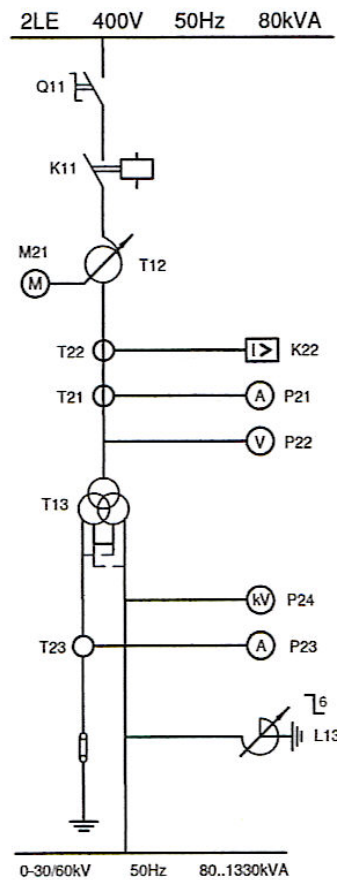 2LE 400V 50Hz 80kVA
Q11
K11
M21
M
T12
T22 I> K22
T21 A P21
V P22
T13
kV P24
T23 A P23
6
L13
0-30/60kV 50Hz 80..1330kVA